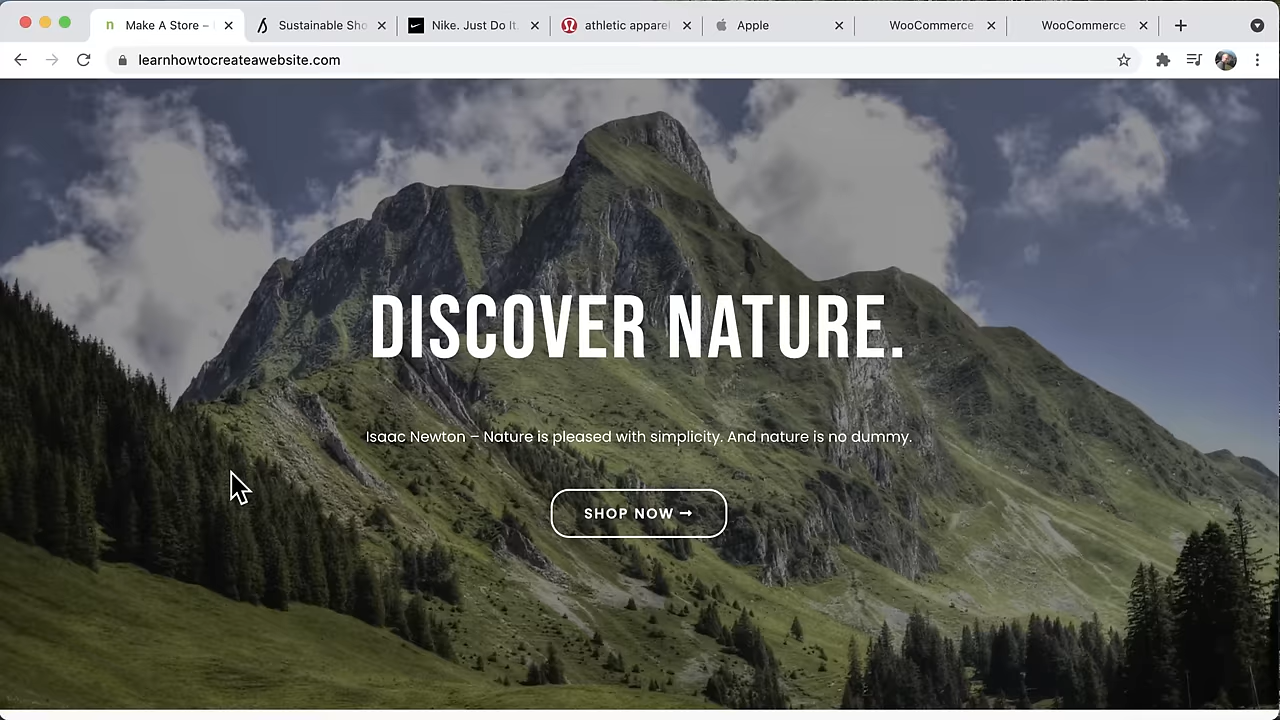 Make A Store –
Sustainable Sho
Nike. Just Do It.
athletic apparel
Apple
WooCommerce
WooCommerce
learnhowtocreateawebsite.com
DISCOVER NATURE.
Isaac Newton – Nature is pleased with simplicity. And nature is no dummy.
SHOP NOW ➞